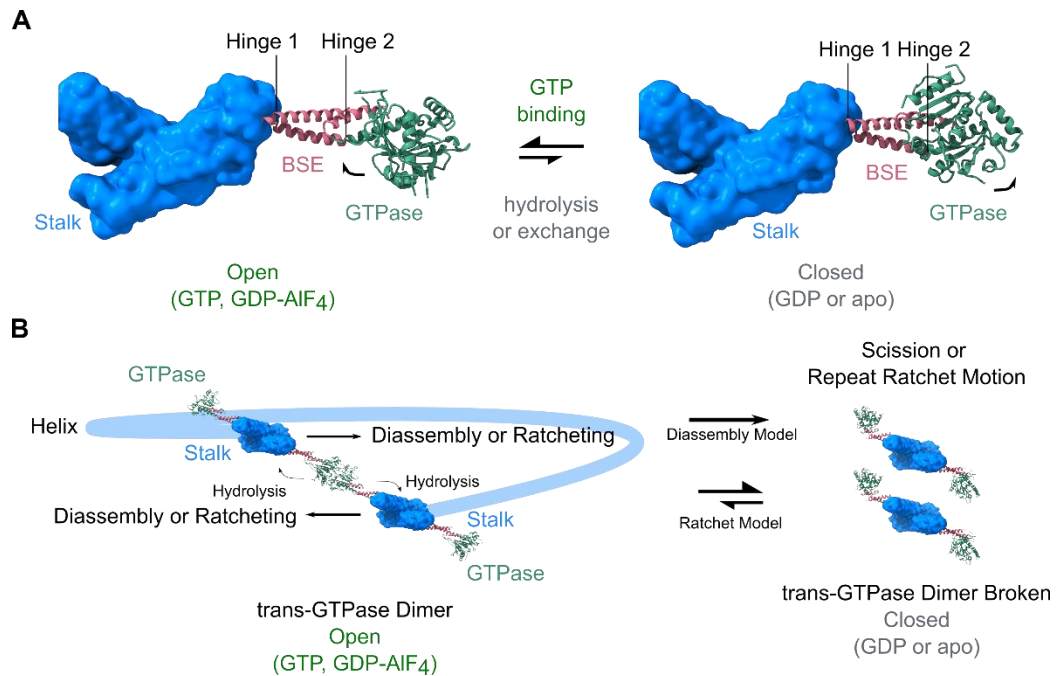 A
Hinge 1 Hinge 2
BSE
GTPase
Stalk
Open
(GTP, GDP-AlF4)
GTP
binding
hydrolysis
or exchange
Hinge 1 Hinge 2
BSE
GTPase
Stalk
Closed
(GDP or apo)
B
GTPase
Helix
Stalk
Diassembly or Ratcheting
Hydrolysis
Hydrolysis
Diassembly or Ratcheting
Stalk
GTPase
trans-GTPase Dimer
Open
(GTP, GDP-AlF4)
Diassembly Model
Ratchet Model
Scission or
Repeat Ratchet Motion
trans-GTPase Dimer Broken
Closed
(GDP or apo)